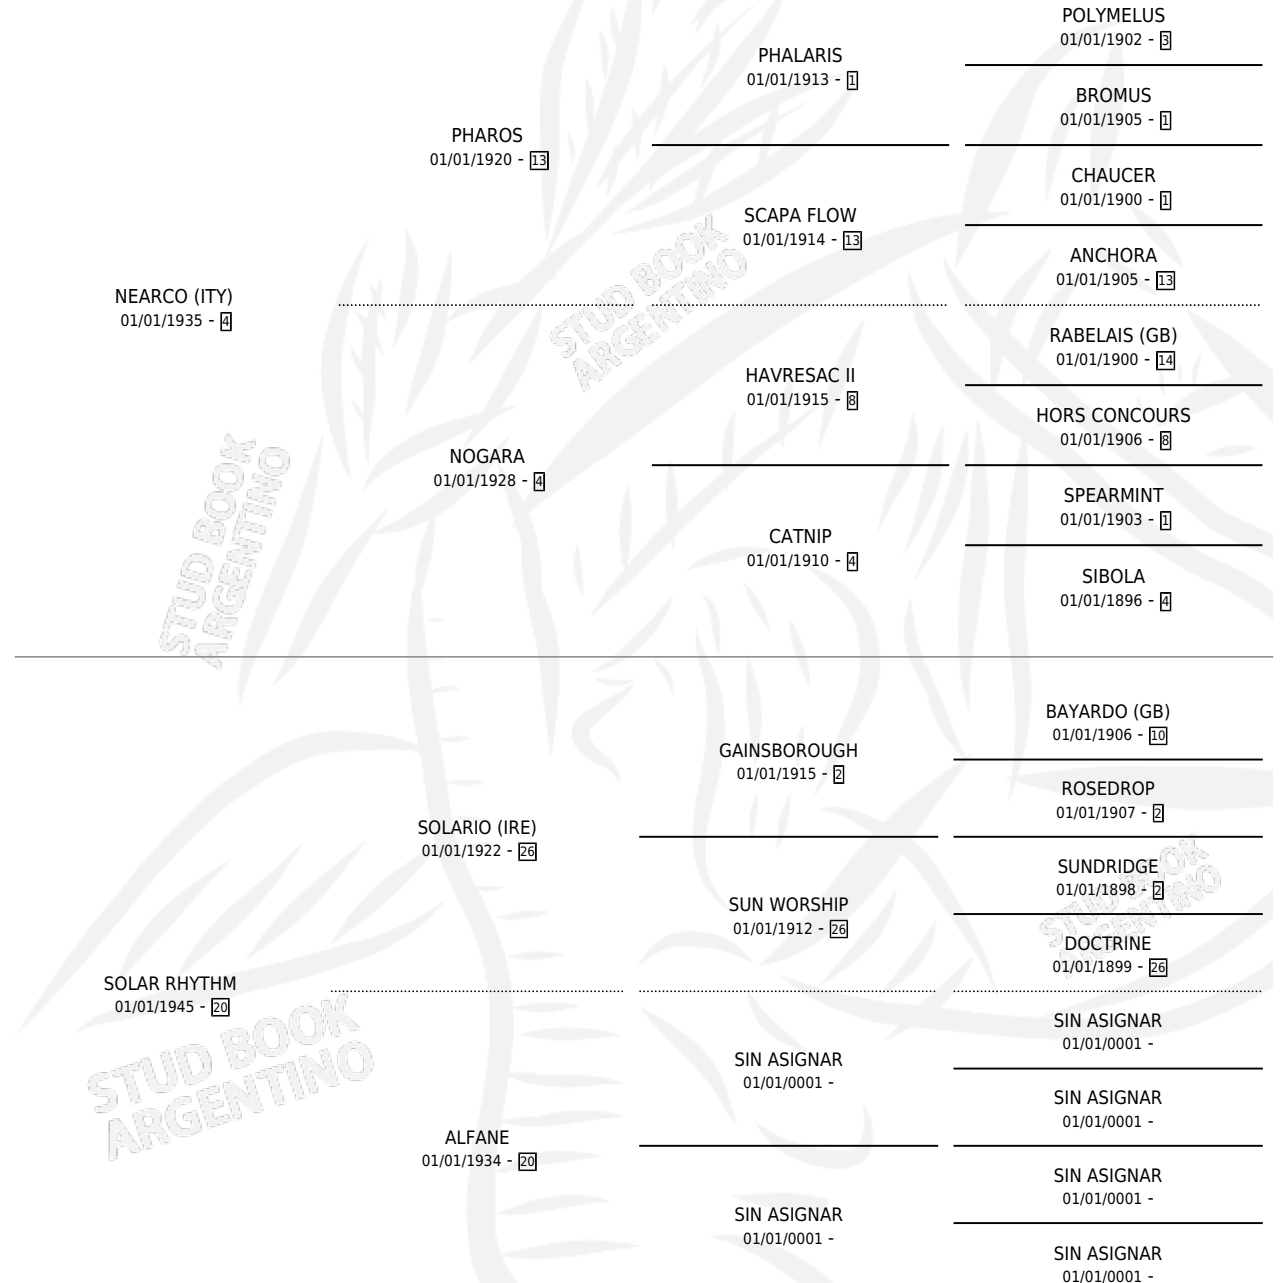 POLYMELUS
01/01/1902 - 3
PHALARIS
01/01/1913 - 1
BROMUS
01/01/1905 - 1
PHAROS
01/01/1920 - 13
CHAUCER
01/01/1900 - 1
SCAPA FLOW
01/01/1914 - 13
ANCHORA
01/01/1905 - 13
NEARCO (ITY)
01/01/1935 - 4
RABELAIS (GB)
01/01/1900 - 14
HAVRESAC II
01/01/1915 - 8
HORS CONCOURS
01/01/1906 - 8
NOGARA
01/01/1928 - 4
SPEARMINT
01/01/1903 - 1
CATNIP
01/01/1910 - 4
SIBOLA
01/01/1896 - 4
STUD BOOK
ARGENTINO
STUD BOOK
ARGENTINO
BAYARDO (GB)
01/01/1906 - 10
GAINSBOROUGH
01/01/1915 - 2
ROSEDROP
01/01/1907 - 2
SOLARIO (IRE)
01/01/1922 - 26
SUNDRIDGE
01/01/1898 - 2
SUN WORSHIP
01/01/1912 - 26
DOCTRINE
01/01/1899 - 26
STUD BOOK
ARGENTINO
SOLAR RHYTHM
01/01/1945 - 20
SIN ASIGNAR
01/01/0001 -
SIN ASIGNAR
01/01/0001 -
SIN ASIGNAR
01/01/0001 -
ALFANE
01/01/1934 - 20
SIN ASIGNAR
01/01/0001 -
SIN ASIGNAR
01/01/0001 -
SIN ASIGNAR
01/01/0001 -
STUD BOOK
ARGENTINO